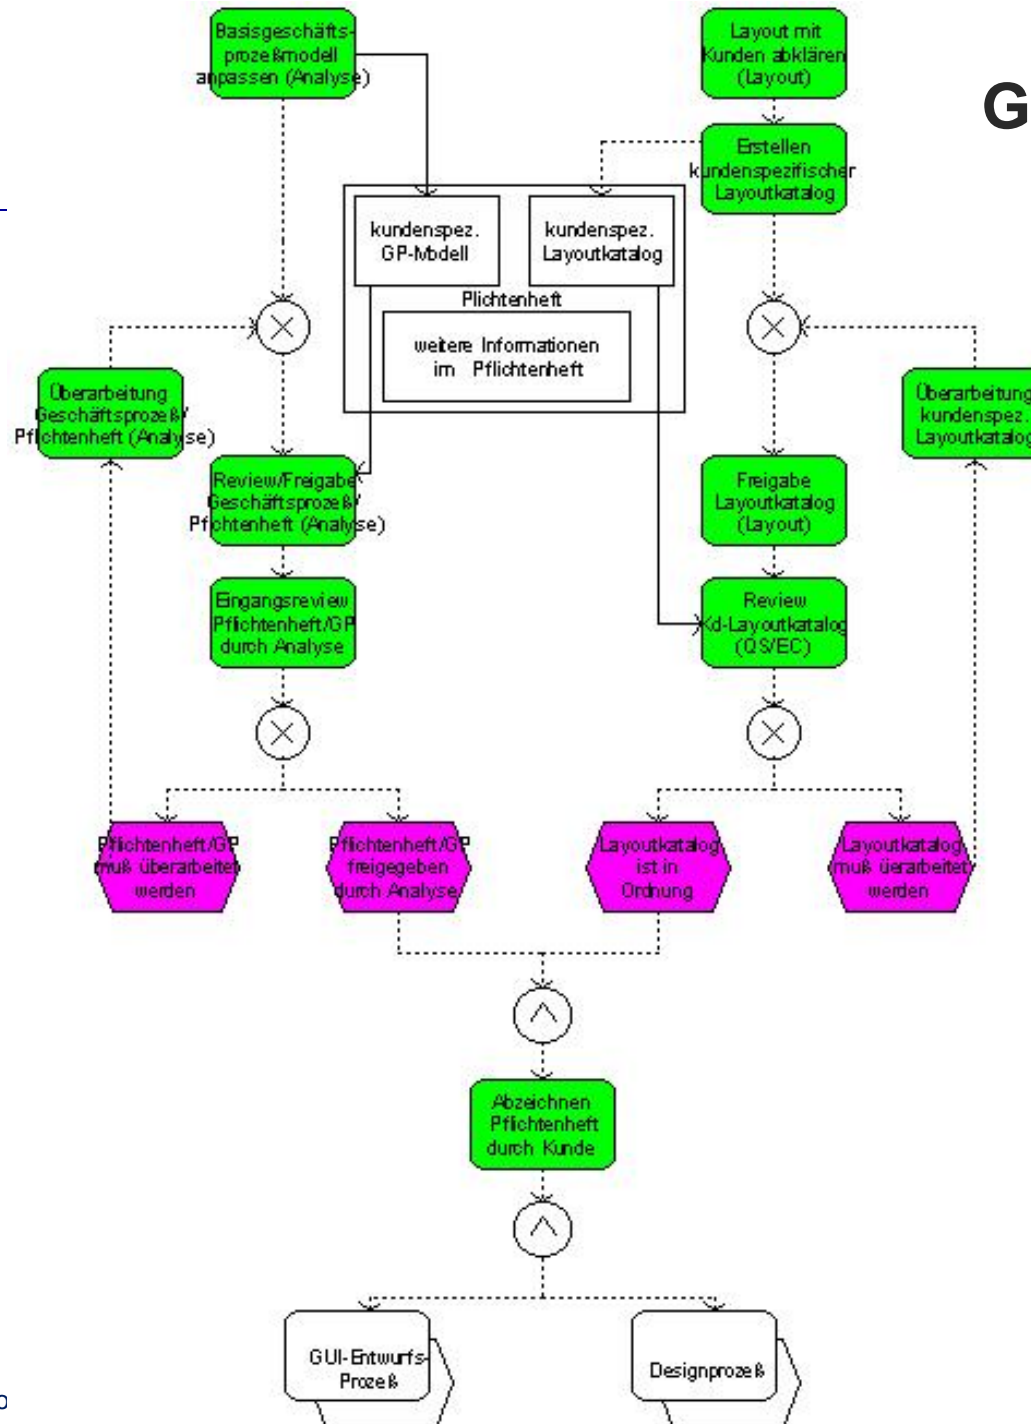 Basisgeschäfts-
prozeßmodell
anpassen (Analyse)
Layout mit
Kunden abklären
(Layout)
G
Erstellen
kundenspezifischer
Layoutkatalog
kundenspez.
GP-Modell
kundenspez.
Layoutkatalog
Plichtenheft
weitere Informationen
im Pflichtenheft
Überarbeitung
Geschäftsprozeß/
Pflichtenheft (Analyse)
Überarbeitung
kundenspez.
Layoutkatalog
Review/Freigabe
Geschäftsprozeß/
Pflichtenheft (Analyse)
Freigabe
Layoutkatalog
(Layout)
Eingangsreview
Pflichtenheft/GP
durch Analyse
Review
Kd-Layoutkatalog
(QS/EC)
Pflichtenheft/GP
muß überarbeitet
werden
Pflichtenheft/GP
freigegeben
durch Analyse
Layoutkatalog
ist in
Ordnung
Layoutkatalog
muß üerarbeitet
werden
Abzeichnen
Pflichtenheft
durch Kunde
GUI-Entwurfs-
Prozeß
Designprozeß